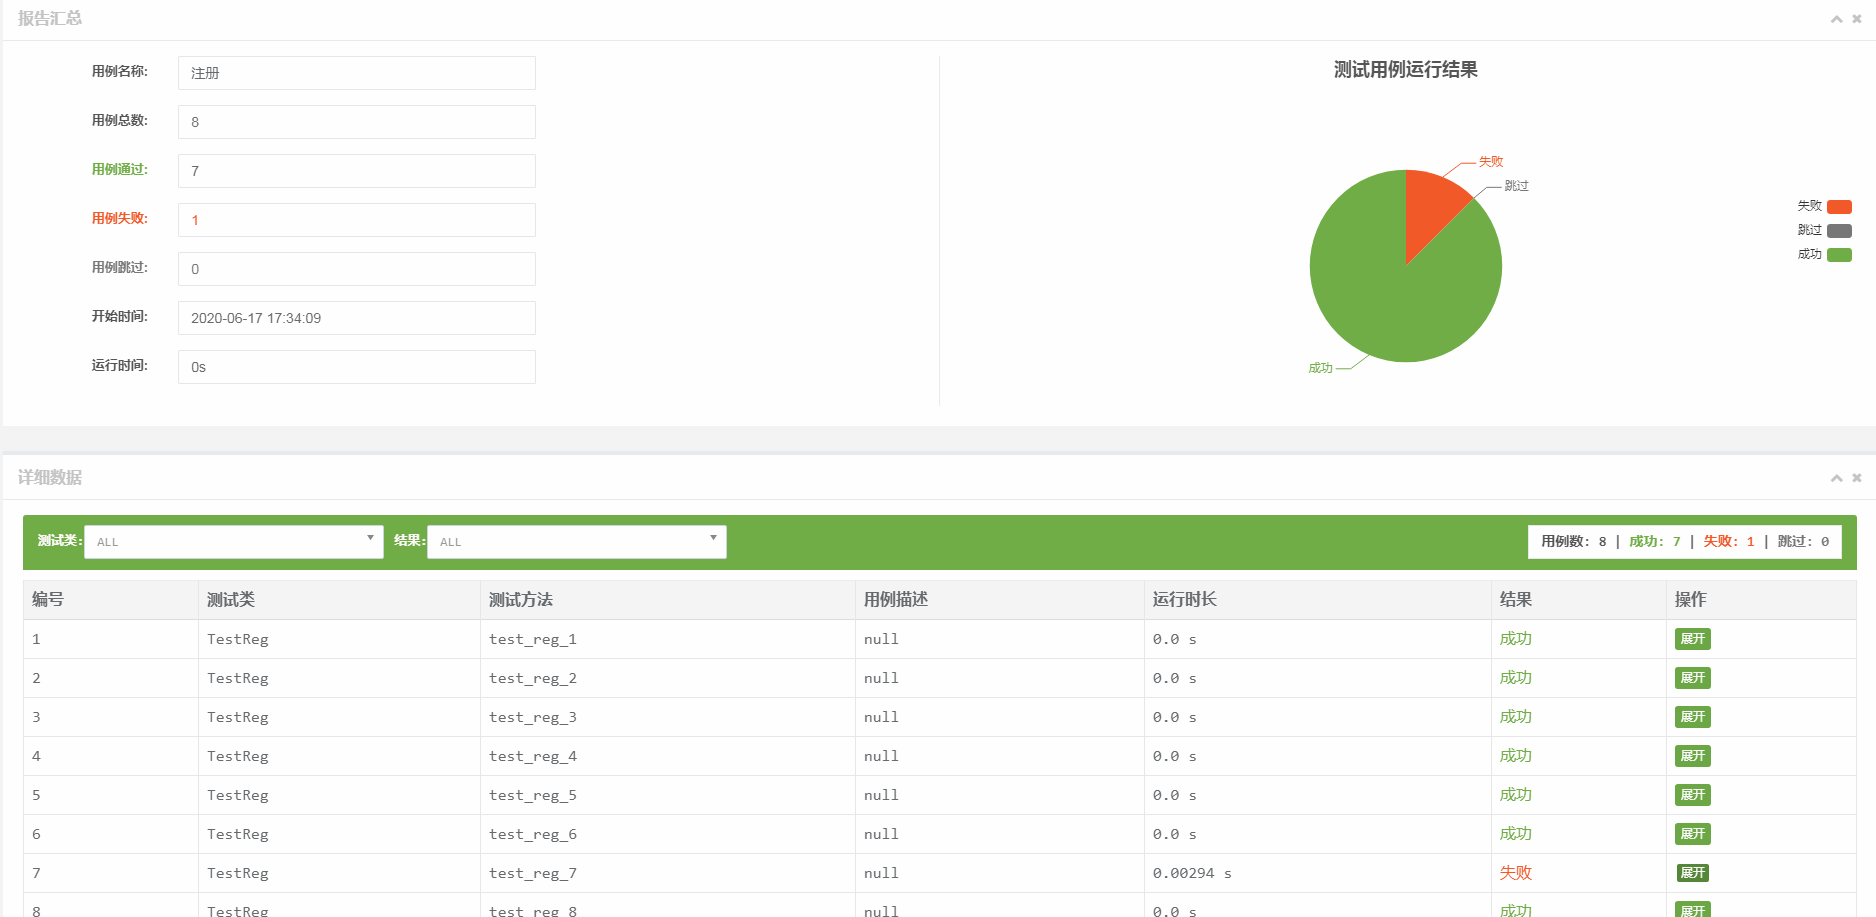 报告汇总
用例名称: 注册
用例总数: 8
用例通过: 7
用例失败: 1
用例跳过: 0
开始时间: 2020-06-17 17:34:09
运行时间: 0s
测试用例运行结果
失败
跳过
成功
失败
跳过
成功
详细数据
测试类: ALL 结果: ALL 用例数: 8 | 成功: 7 | 失败: 1 | 跳过: 0
编号 测试类 测试方法 用例描述 运行时长 结果 操作
1 TestReg test_reg_1 null 0.0 s 成功 展开
2 TestReg test_reg_2 null 0.0 s 成功 展开
3 TestReg test_reg_3 null 0.0 s 成功 展开
4 TestReg test_reg_4 null 0.0 s 成功 展开
5 TestReg test_reg_5 null 0.0 s 成功 展开
6 TestReg test_reg_6 null 0.0 s 成功 展开
7 TestReg test_reg_7 null 0.00294 s 失败 展开
8 TestReg test_reg_8 null 0.0 s 成功 展开